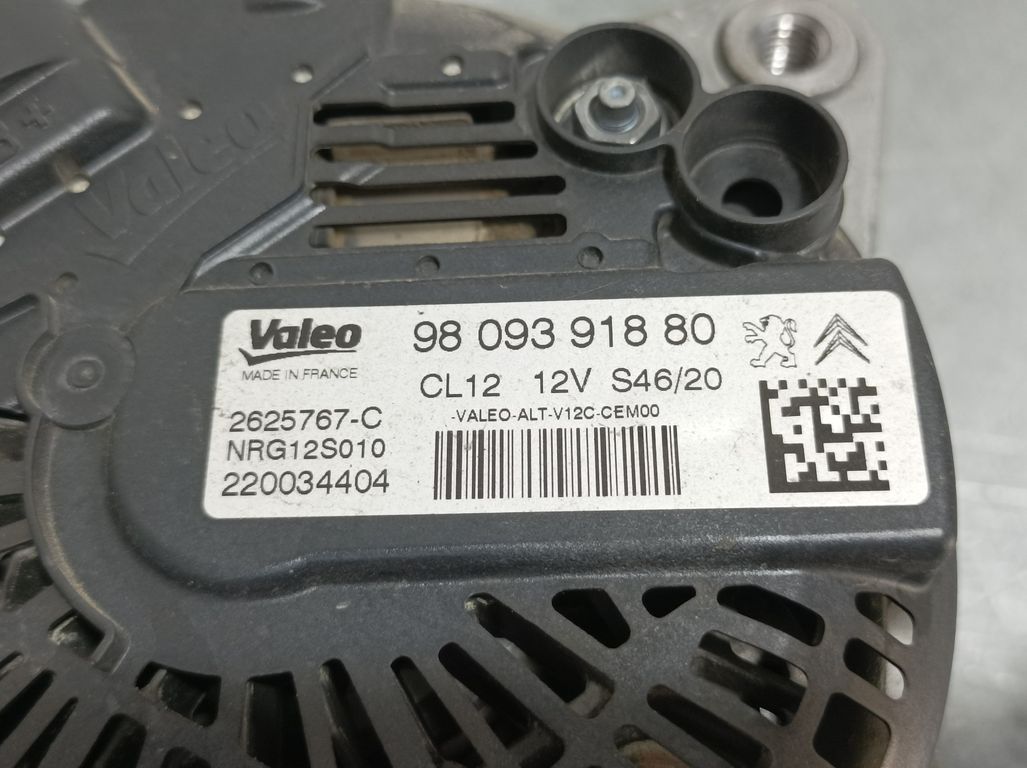 Valeo
Valeo
MADE IN FRANCE
98 093 918 80
CL12 12V S46/20
-VALEO-ALT-V12C-CEM00
2625767-C
NRG12S010
220034404